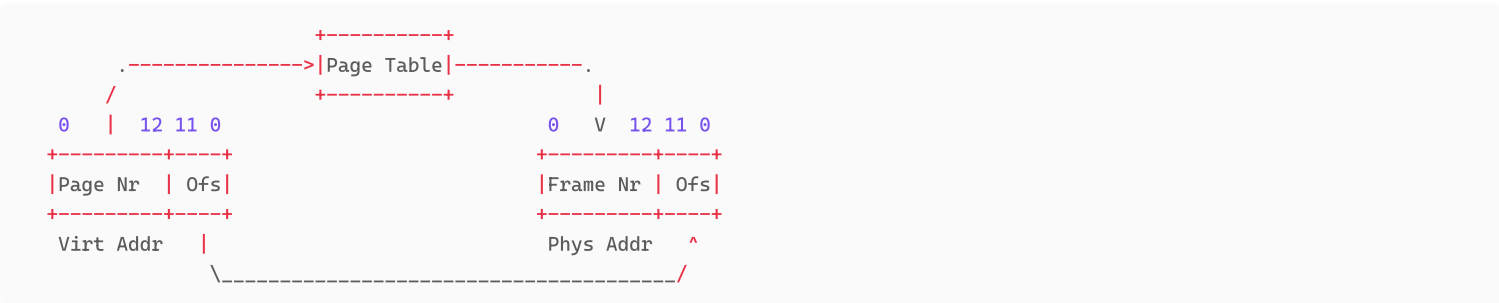 +----------+
.--------------->|Page Table|-----------.
/ +----------+ |
0 | 12 11 0 0 V 12 11 0
+---------+----+ +---------+----+
|Page Nr | Ofs| |Frame Nr | Ofs|
+---------+----+ +---------+----+
Virt Addr | Phys Addr ^
\_______________________________________/